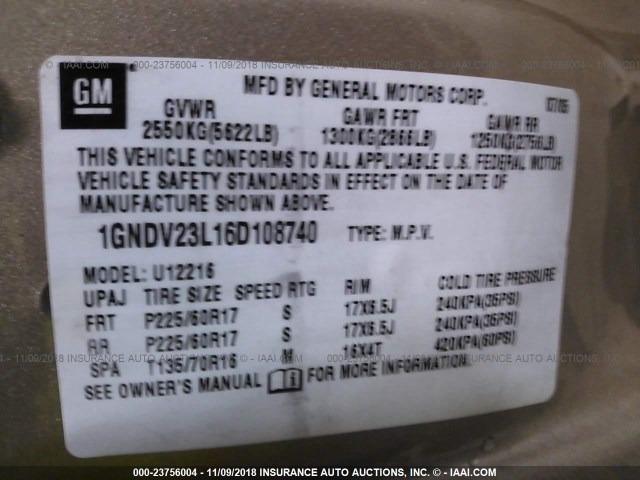 000-23756004 - 11/09/2018 INSURANCE AUTO AUCTIONS - © IAAI.COM
GM
MFD BY GENERAL MOTORS CORP. 07/05
GVWR GAWR FRT GAWR RR
2550KG(5622LB) 1300KG(2866LB) 1250KG(2756LB)
THIS VEHICLE CONFORMS TO ALL APPLICABLE U.S. FEDERAL MOTOR
VEHICLE SAFETY STANDARDS IN EFFECT ON THE DATE OF
MANUFACTURE SHOWN ABOVE.
1GNDV23L16D108740 TYPE: M.P.V.
MODEL: U12216
UPAJ TIRE SIZE SPEED RTG RIM COLD TIRE PRESSURE
FRT P225/60R17 S 17X6.5J 240KPA(35PSI)
RR P225/60R17 S 17X6.5J 240KPA(35PSI)
SPA T135/70R16 16X4T 420KPA(60PSI)
SEE OWNER'S MANUAL FOR MORE INFORMATION.
000-23756004 - 11/09/2018 INSURANCE AUTO AUCTIONS - © IAAI.COM